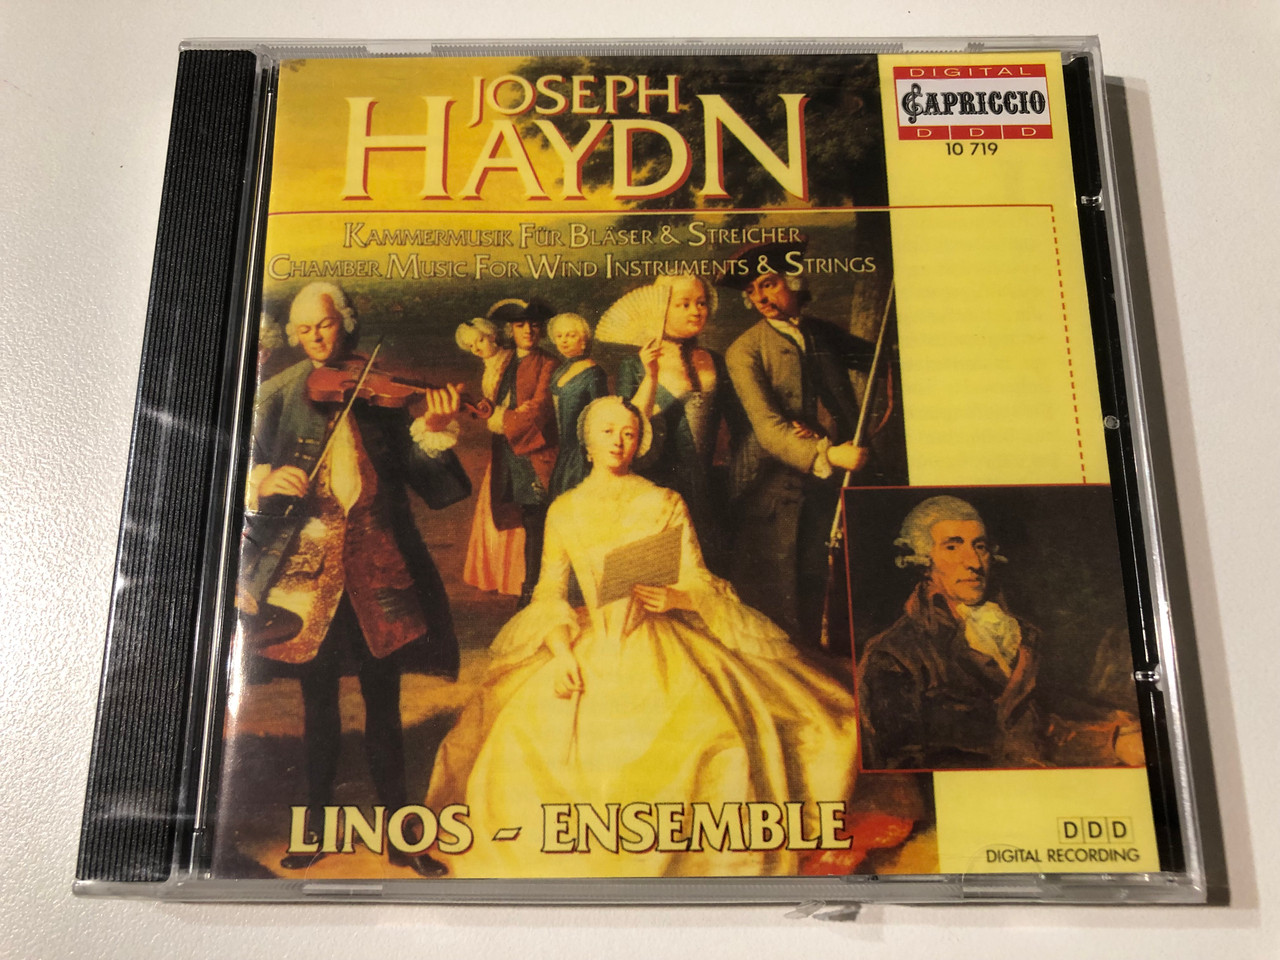 JOSEPH
HAYDN
KAMMERMUSIK FÜR BLÄSER & STREICHER
CHAMBER MUSIC FOR WIND INSTRUMENTS & STRINGS
DIGITAL
CAPRICCIO
D D D
10 719
LINOS - ENSEMBLE
D D D
DIGITAL RECORDING